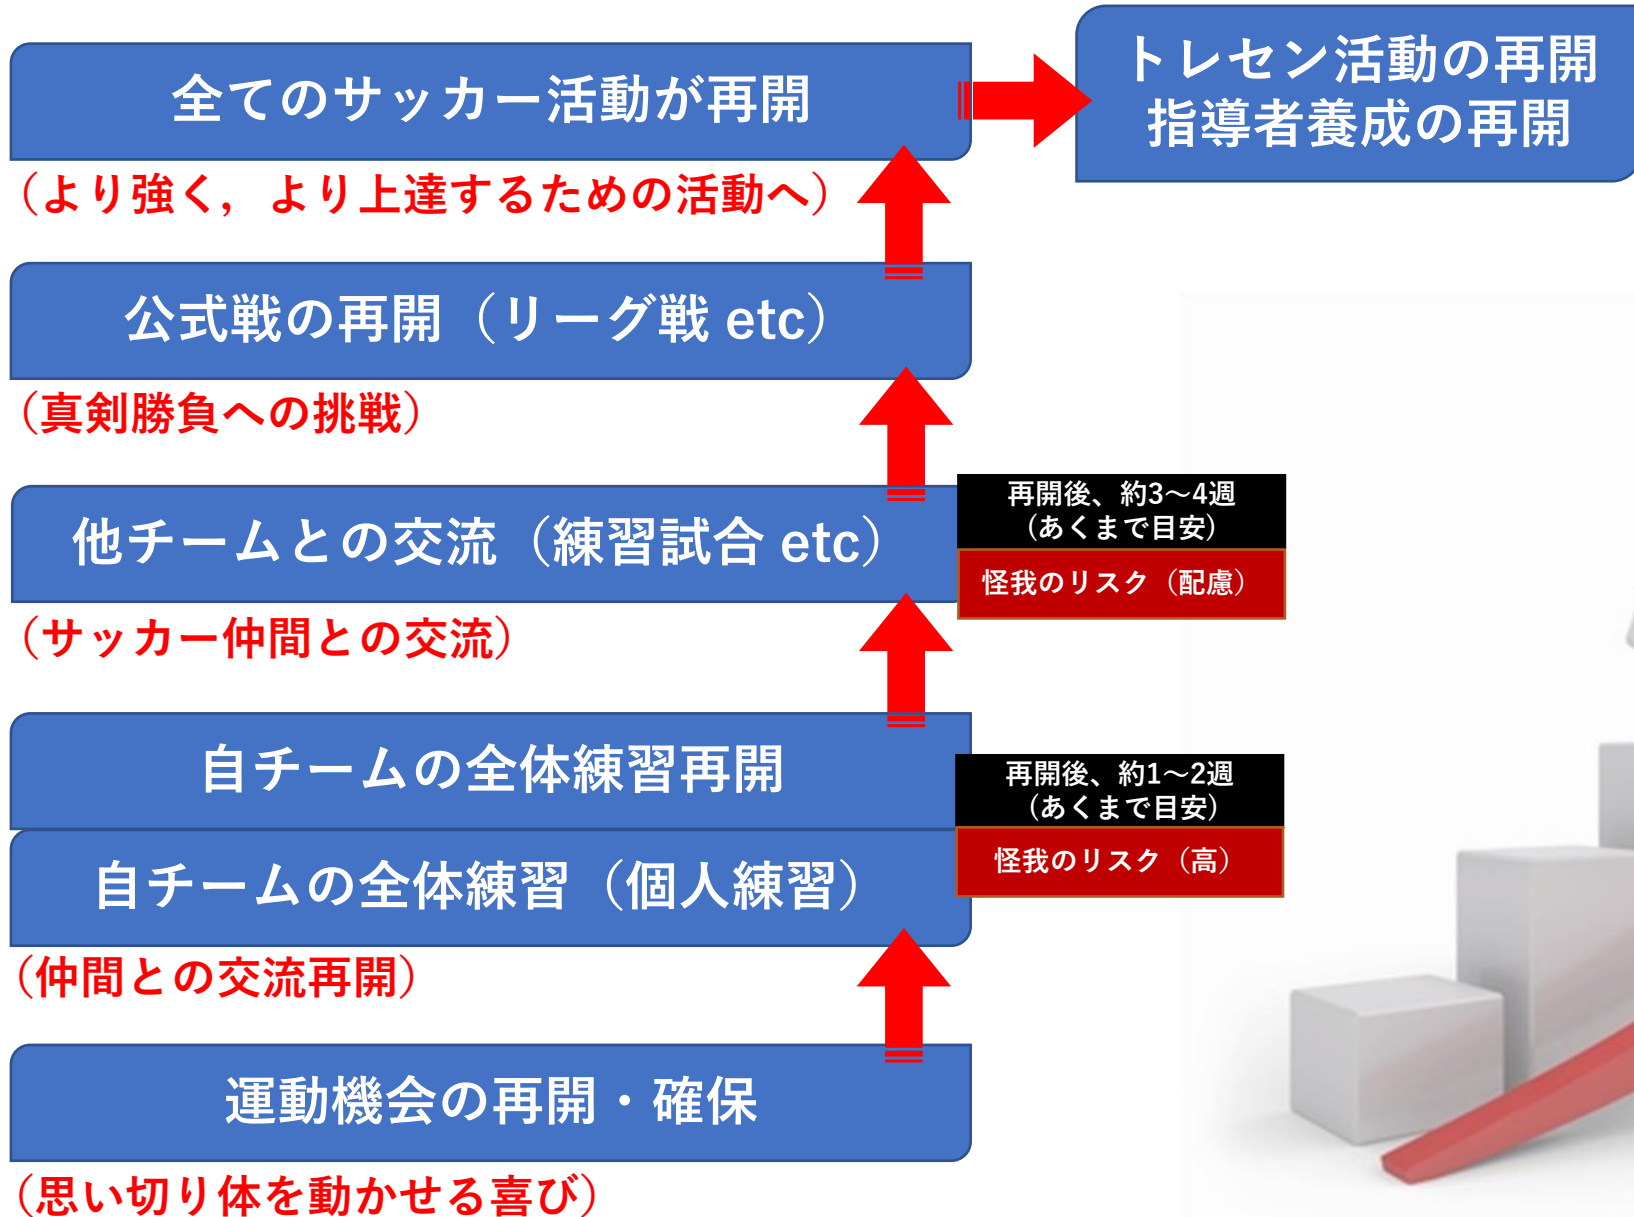 全てのサッカー活動が再開
トレセン活動の再開
指導者養成の再開
（より強く，より上達するための活動へ）
公式戦の再開（リーグ戦 etc）
（真剣勝負への挑戦）
他チームとの交流（練習試合 etc）
再開後、約3～4週
（あくまで目安）
怪我のリスク（配慮）
（サッカー仲間との交流）
自チームの全体練習再開
再開後、約1～2週
（あくまで目安）
怪我のリスク（高）
自チームの全体練習（個人練習）
（仲間との交流再開）
運動機会の再開・確保
（思い切り体を動かせる喜び）